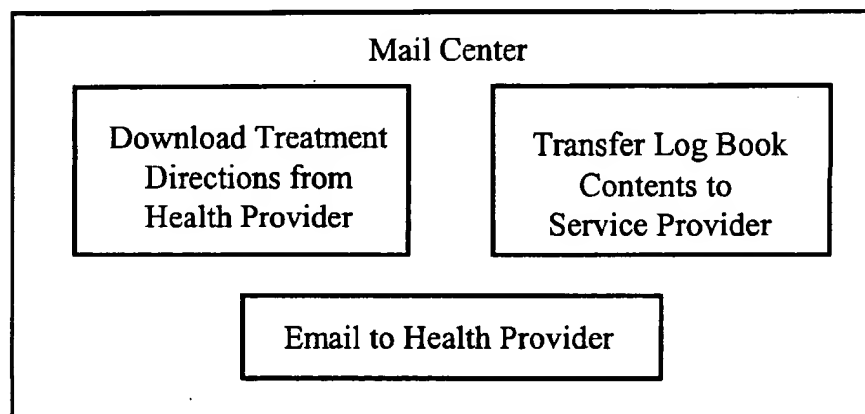 Mail Center
Download Treatment
Directions from
Health Provider
Transfer Log Book
Contents to
Service Provider
Email to Health Provider